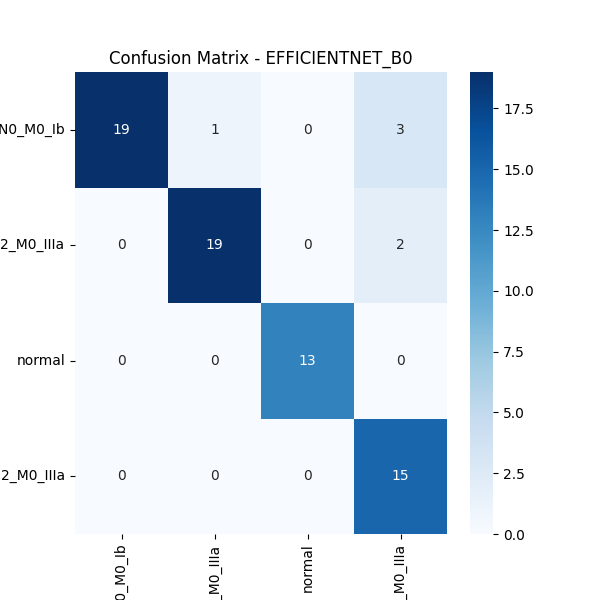 Confusion Matrix - EFFICIENTNET_B0
N0_M0_Ib 19 1 0 3
2_M0_IIIa 0 19 0 2
normal 0 0 13 0
2_M0_IIIa 0 0 0 15
0_M0_Ib
_M0_IIIa
normal
_M0_IIIa
17.5
15.0
12.5
10.0
7.5
5.0
2.5
0.0